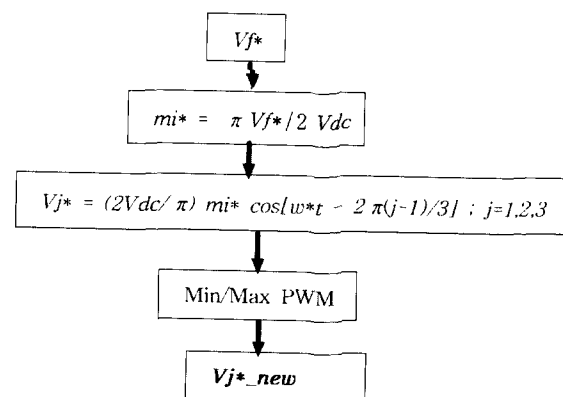 Vf*
mi* = π Vf*/2 Vdc
Vj* = (2Vdc/π) mi* cos[w*t - 2π(j-1)/3] ; j=1,2,3
Min/Max PWM
Vj*_new